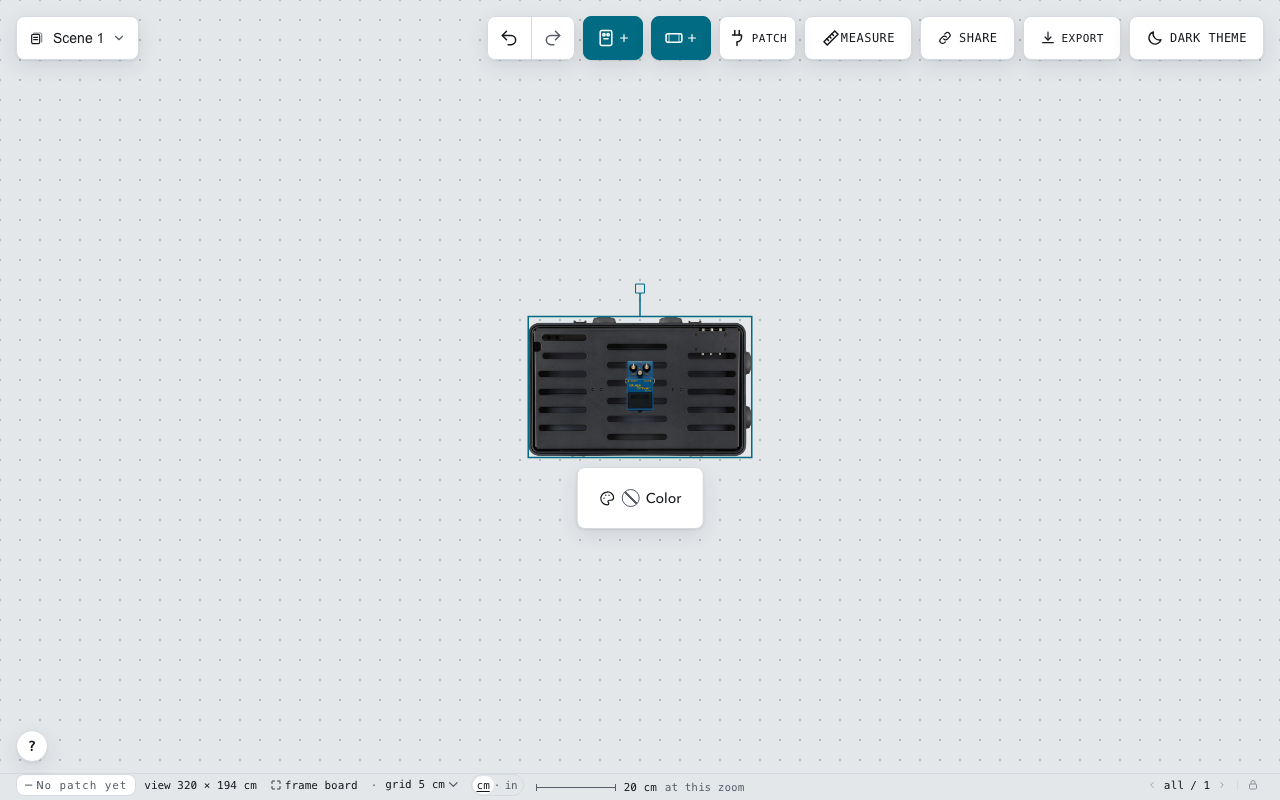 Scene 1
+
+
PATCH
MEASURE
SHARE
EXPORT
DARK THEME
Color
?
No patch yet
view 320 × 194 cm
frame board
· grid 5 cm
cm · in
20 cm at this zoom
all / 1